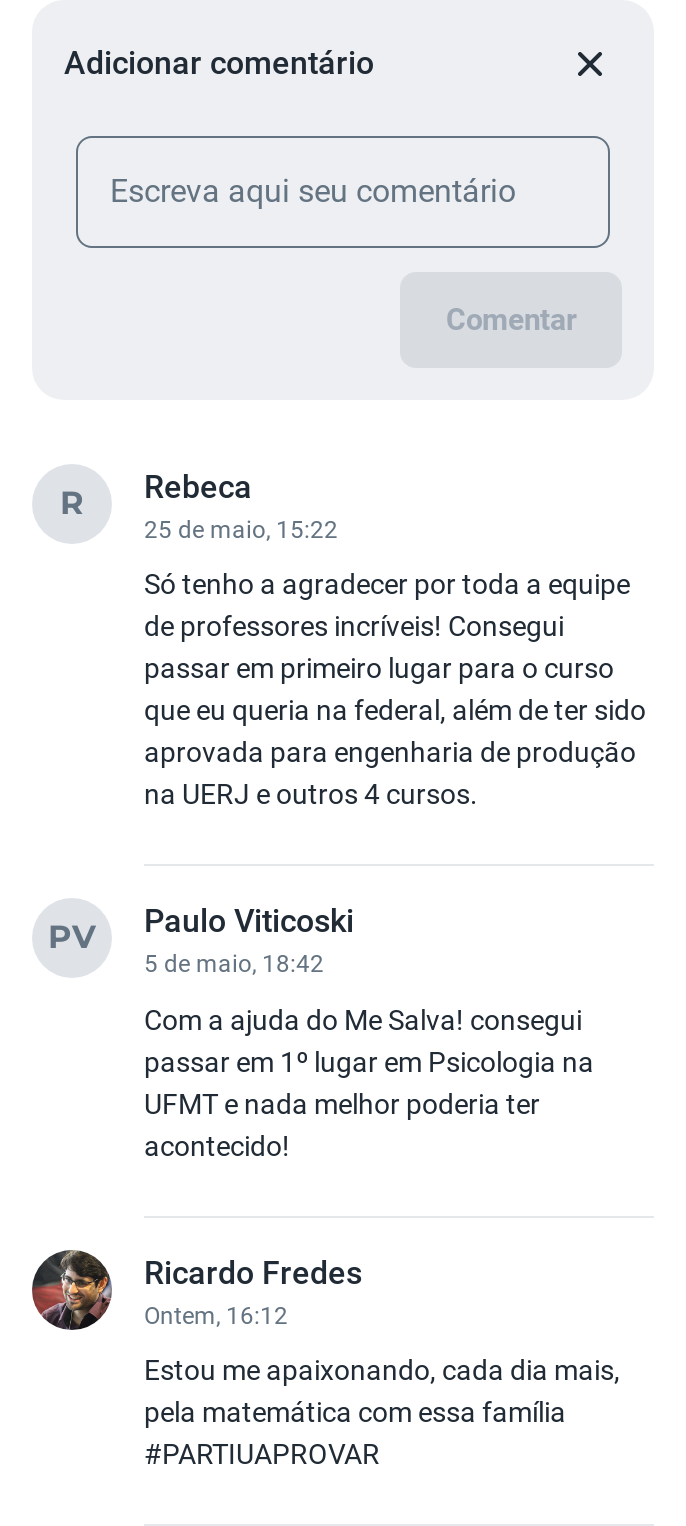 Adicionar comentário
Escreva aqui seu comentário
Comentar
R
Rebeca
25 de maio, 15:22
Só tenho a agradecer por toda a equipe
de professores incríveis! Consegui
passar em primeiro lugar para o curso
que eu queria na federal, além de ter sido
aprovada para engenharia de produção
na UERJ e outros 4 cursos.
PV
Paulo Viticoski
5 de maio, 18:42
Com a ajuda do Me Salva! consegui
passar em 1º lugar em Psicologia na
UFMT e nada melhor poderia ter
acontecido!
Ricardo Fredes
Ontem, 16:12
Estou me apaixonando, cada dia mais,
pela matemática com essa família
#PARTIUAPROVAR